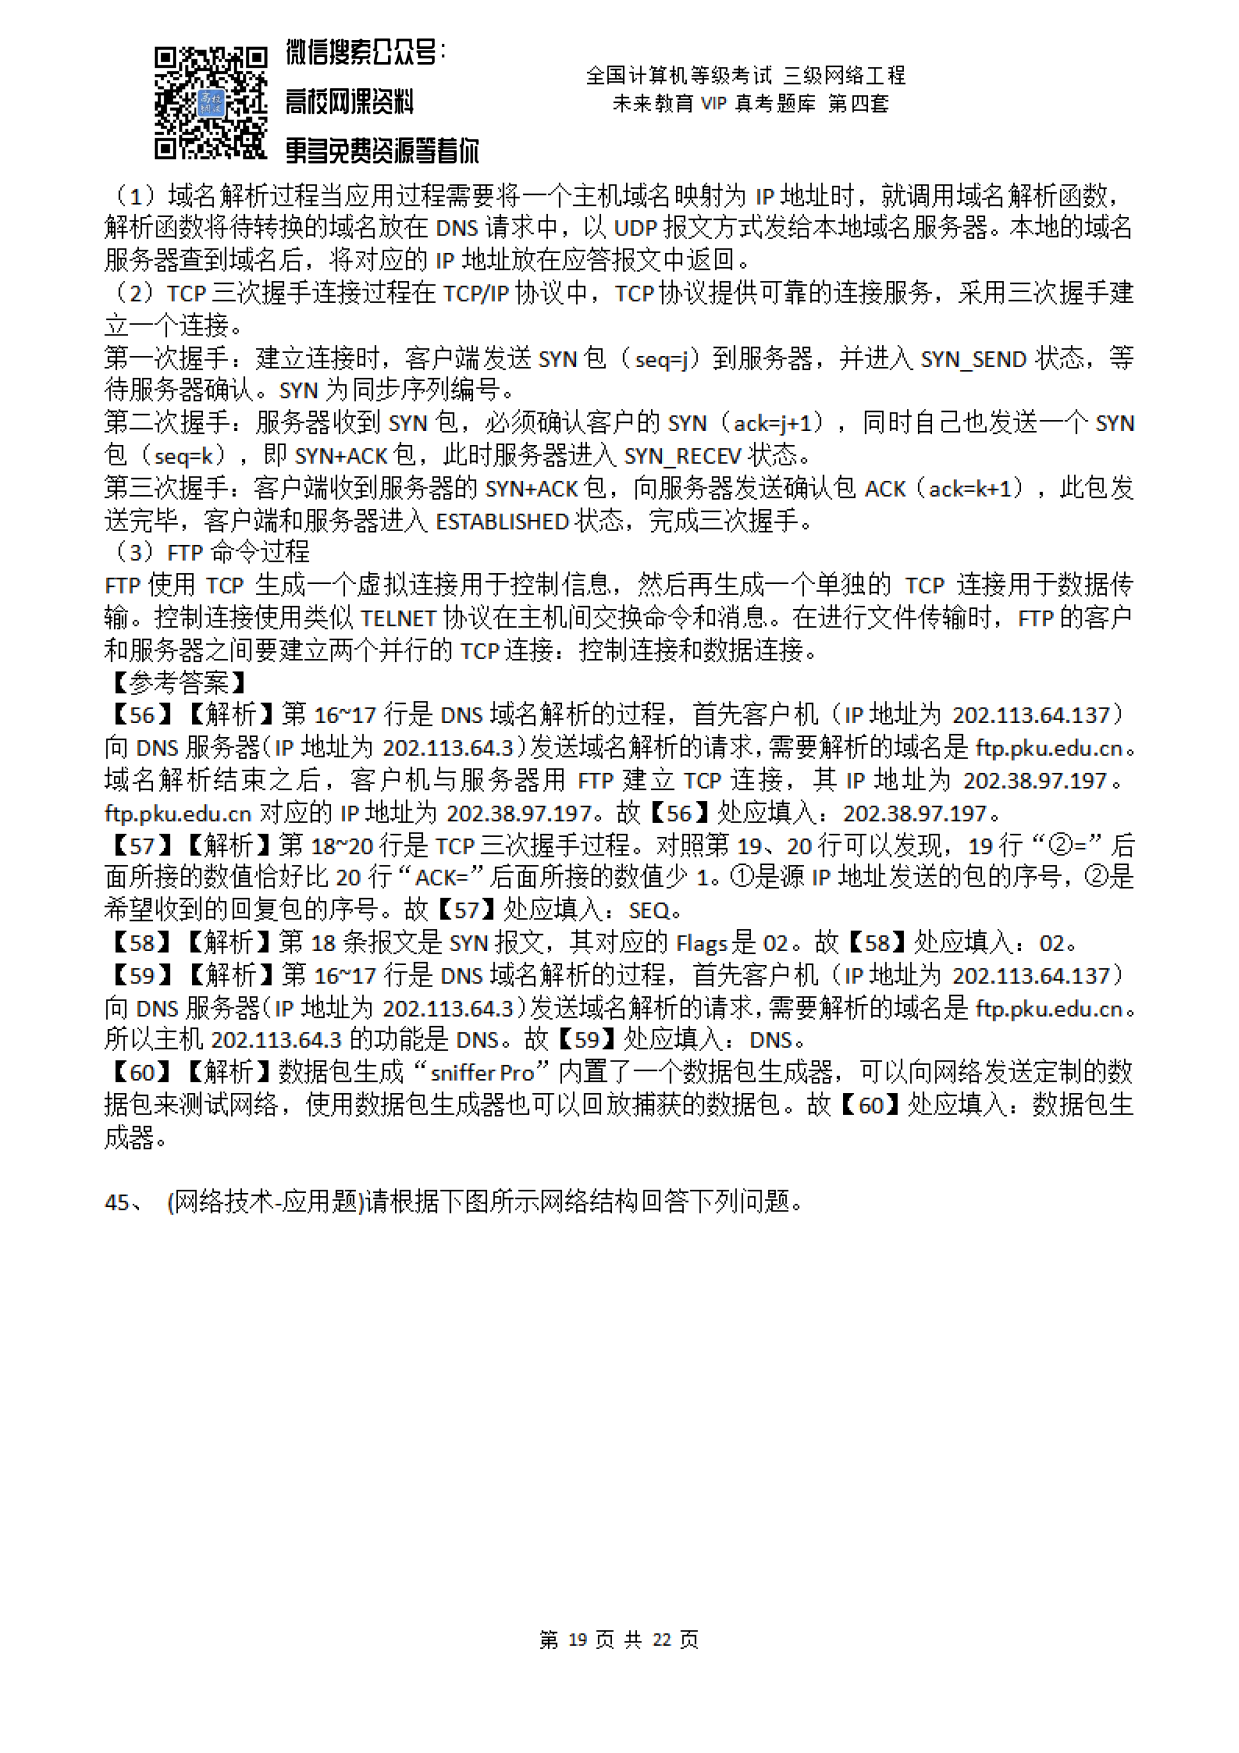 微信搜索公众号：
高校网课资料
更多免费资源等着你
全国计算机等级考试 三级网络工程
未来教育 VIP 真考题库 第四套
（1）域名解析过程当应用过程需要将一个主机域名映射为 IP 地址时，就调用域名解析函数，
解析函数将待转换的域名放在 DNS 请求中，以 UDP 报文方式发给本地域名服务器。本地的域名
服务器查到域名后，将对应的 IP 地址放在应答报文中返回。
（2）TCP 三次握手连接过程在 TCP/IP 协议中，TCP 协议提供可靠的连接服务，采用三次握手建
立一个连接。
第一次握手：建立连接时，客户端发送 SYN 包（seq=j）到服务器，并进入 SYN_SEND 状态，等
待服务器确认。SYN 为同步序列编号。
第二次握手：服务器收到 SYN 包，必须确认客户的 SYN（ack=j+1），同时自己也发送一个 SYN
包（seq=k），即 SYN+ACK 包，此时服务器进入 SYN_RECEV 状态。
第三次握手：客户端收到服务器的 SYN+ACK 包，向服务器发送确认包 ACK（ack=k+1），此包发
送完毕，客户端和服务器进入 ESTABLISHED 状态，完成三次握手。
（3）FTP 命令过程
FTP 使用 TCP 生成一个虚拟连接用于控制信息，然后再生成一个单独的 TCP 连接用于数据传
输。控制连接使用类似 TELNET 协议在主机间交换命令和消息。在进行文件传输时，FTP 的客户
和服务器之间要建立两个并行的 TCP 连接：控制连接和数据连接。
【参考答案】
【56】【解析】第 16~17 行是 DNS 域名解析的过程，首先客户机（IP 地址为 202.113.64.137）
向 DNS 服务器（IP 地址为 202.113.64.3）发送域名解析的请求，需要解析的域名是 ftp.pku.edu.cn。
域名解析结束之后，客户机与服务器用 FTP 建立 TCP 连接，其 IP 地址为 202.38.97.197。
ftp.pku.edu.cn 对应的 IP 地址为 202.38.97.197。故【56】处应填入：202.38.97.197。
【57】【解析】第 18~20 行是 TCP 三次握手过程。对照第 19、20 行可以发现，19 行“②=”后
面所接的数值恰好比 20 行“ACK=”后面所接的数值少 1。①是源 IP 地址发送的包的序号，②是
希望收到的回复包的序号。故【57】处应填入：SEQ。
【58】【解析】第 18 条报文是 SYN 报文，其对应的 Flags 是 02。故【58】处应填入：02。
【59】【解析】第 16~17 行是 DNS 域名解析的过程，首先客户机（IP 地址为 202.113.64.137）
向 DNS 服务器（IP 地址为 202.113.64.3）发送域名解析的请求，需要解析的域名是 ftp.pku.edu.cn。
所以主机 202.113.64.3 的功能是 DNS。故【59】处应填入：DNS。
【60】【解析】数据包生成“sniffer Pro”内置了一个数据包生成器，可以向网络发送定制的数
据包来测试网络，使用数据包生成器也可以回放捕获的数据包。故【60】处应填入：数据包生
成器。
45、 (网络技术-应用题)请根据下图所示网络结构回答下列问题。
第 19 页 共 22 页